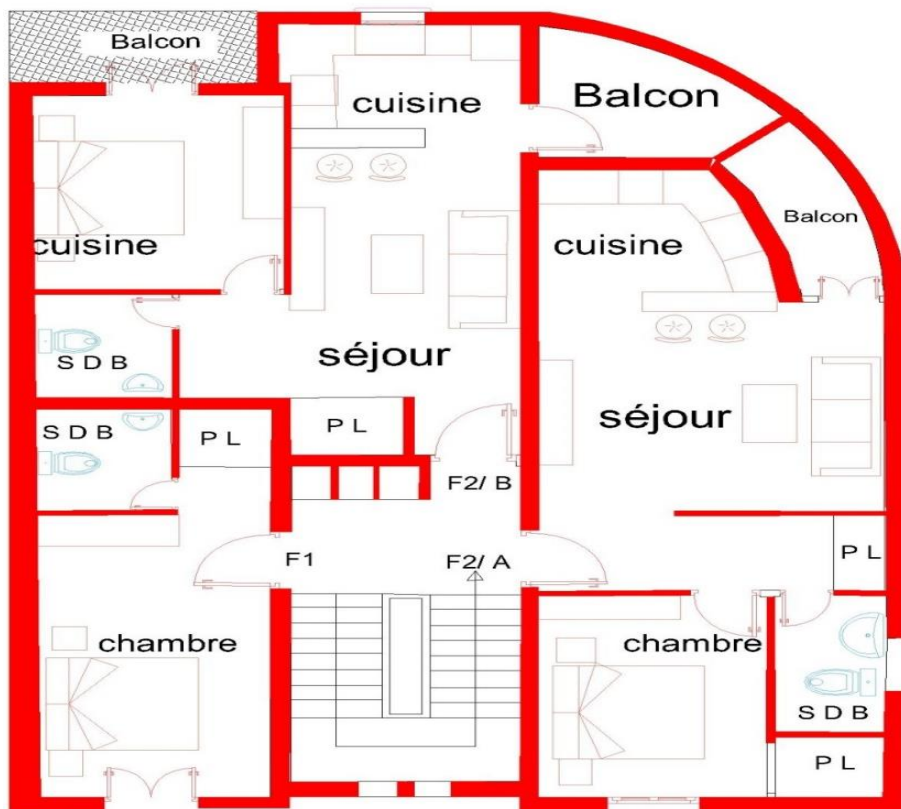 Balcon
cuisine
Balcon
Balcon
cuisine
cuisine
séjour
S D B
séjour
S D B
P L
P L
F2/ B
F1
F2/ A
P L
chambre
chambre
S D B
P L